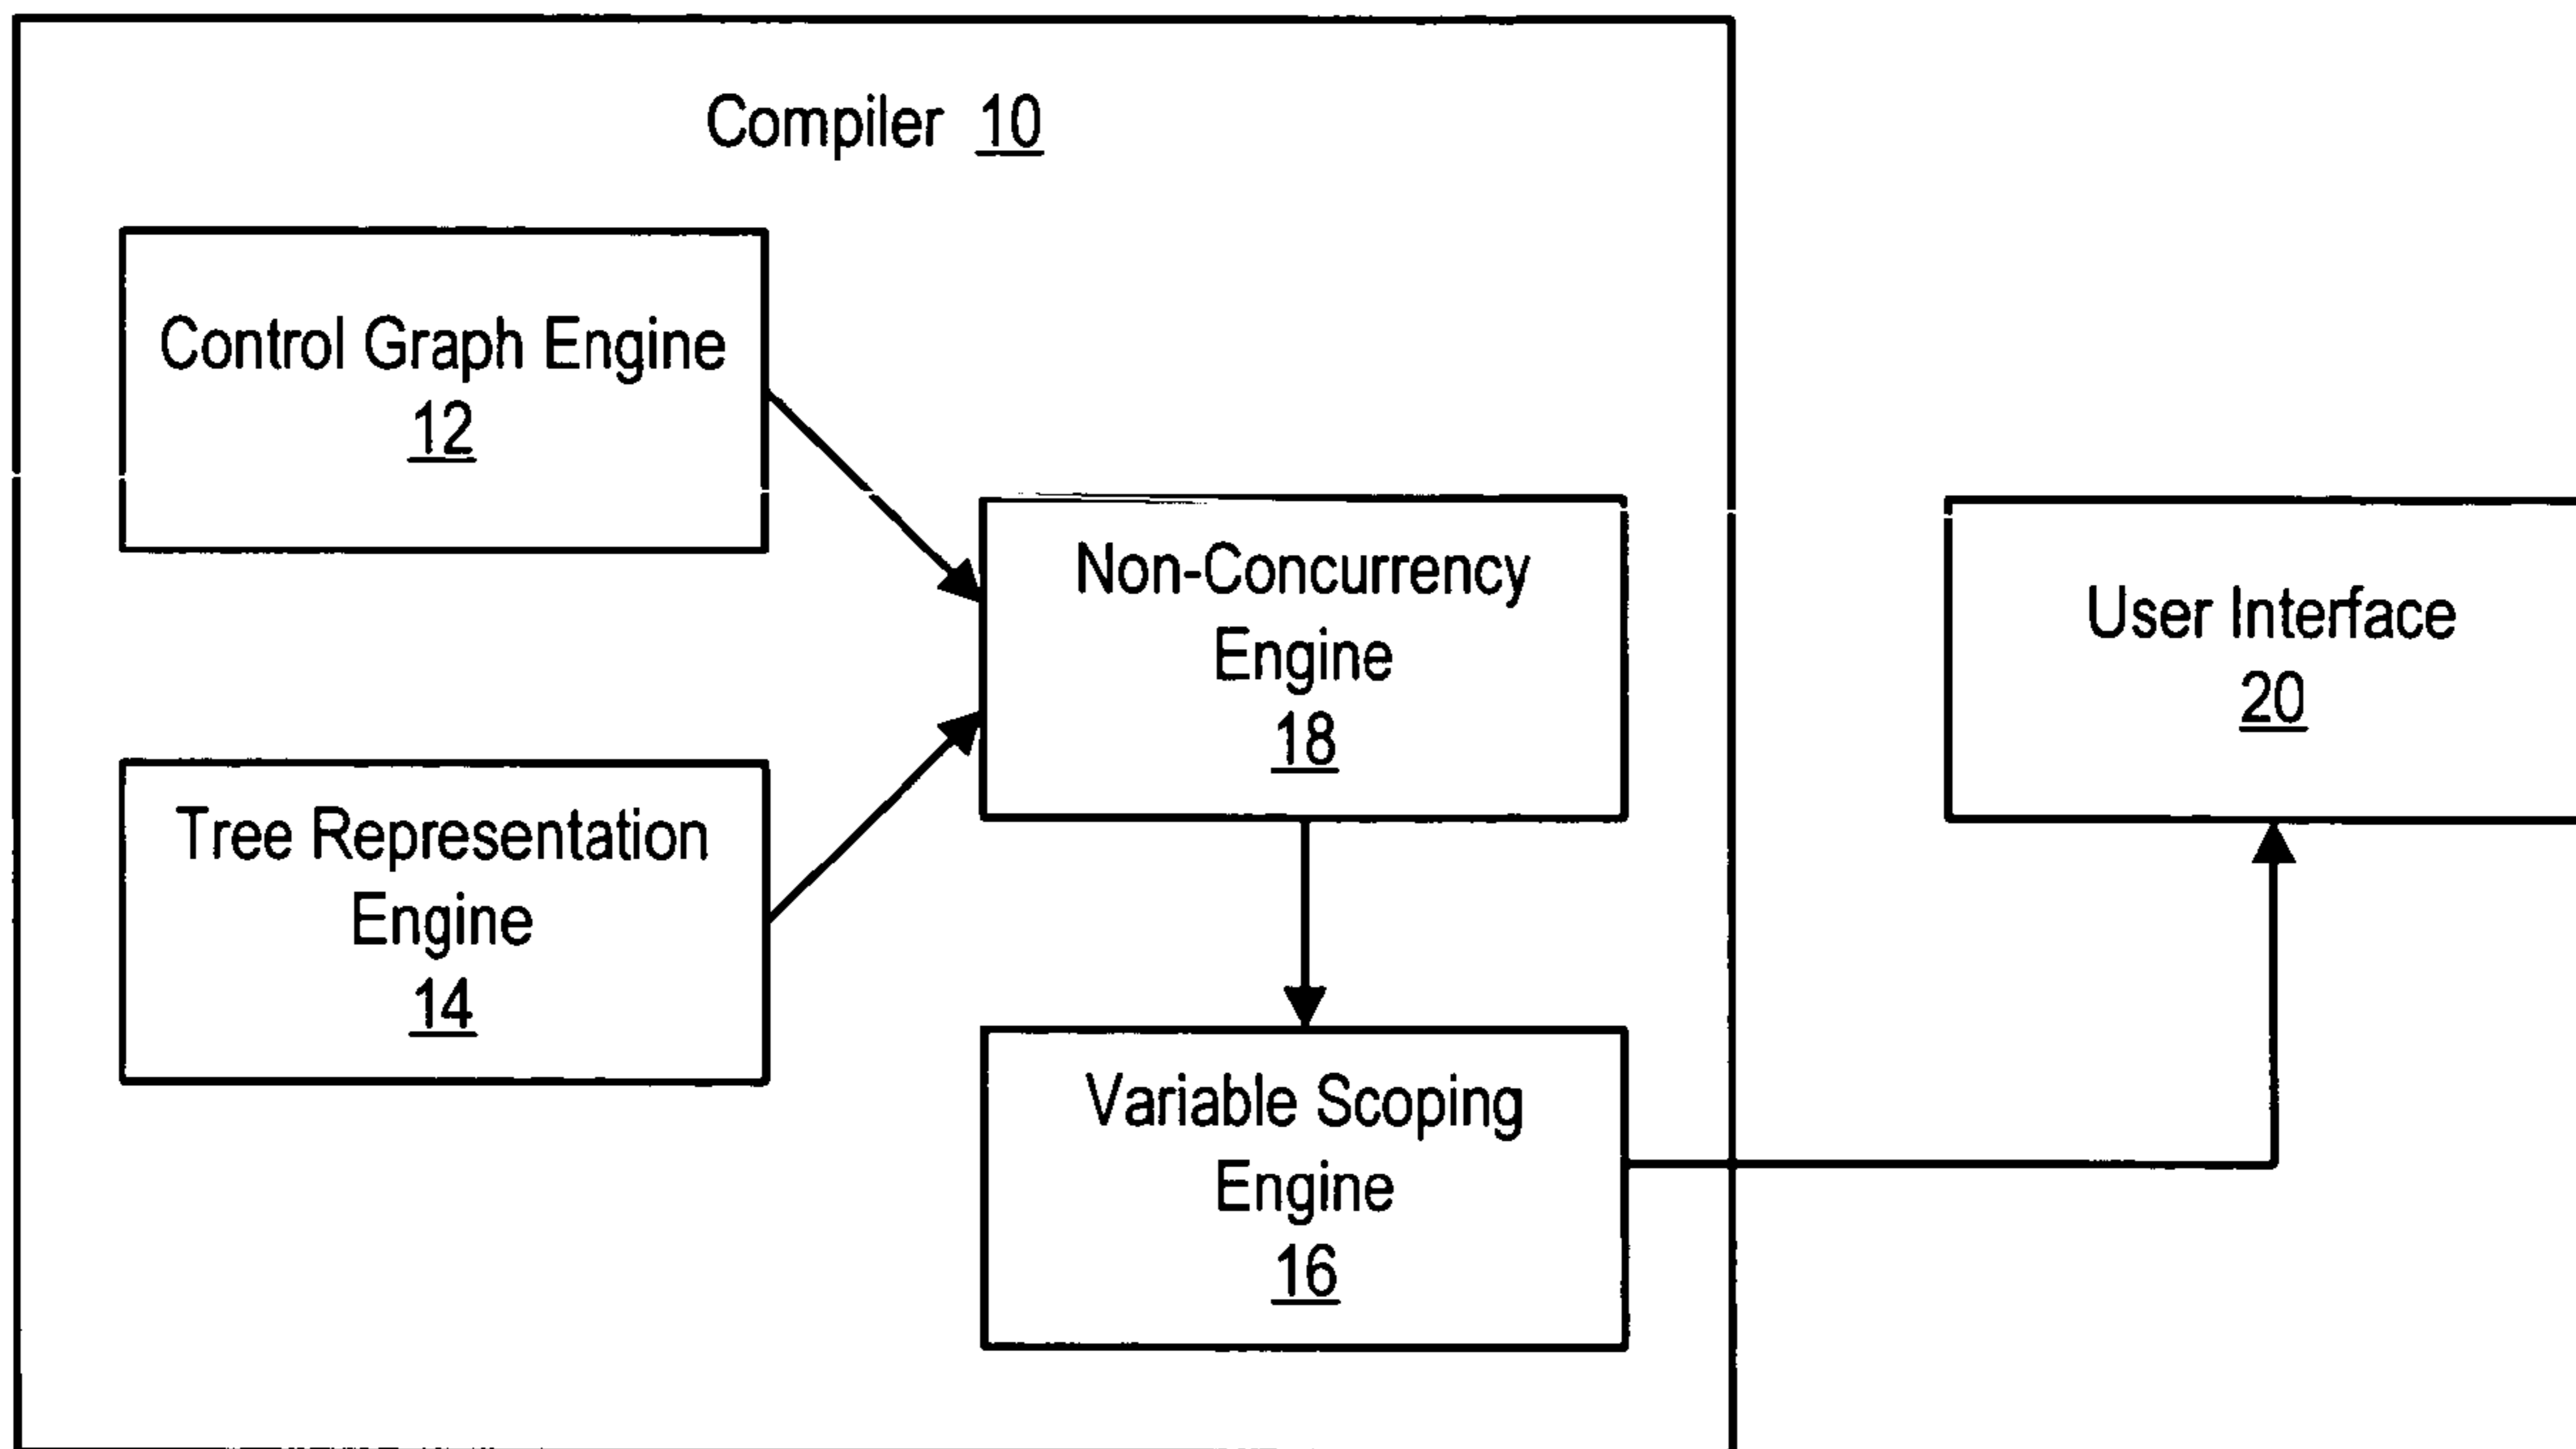 Compiler 10
Control Graph Engine
12
Non-Concurrency
Engine
18
User Interface
20
Tree Representation
Engine
14
Variable Scoping
Engine
16